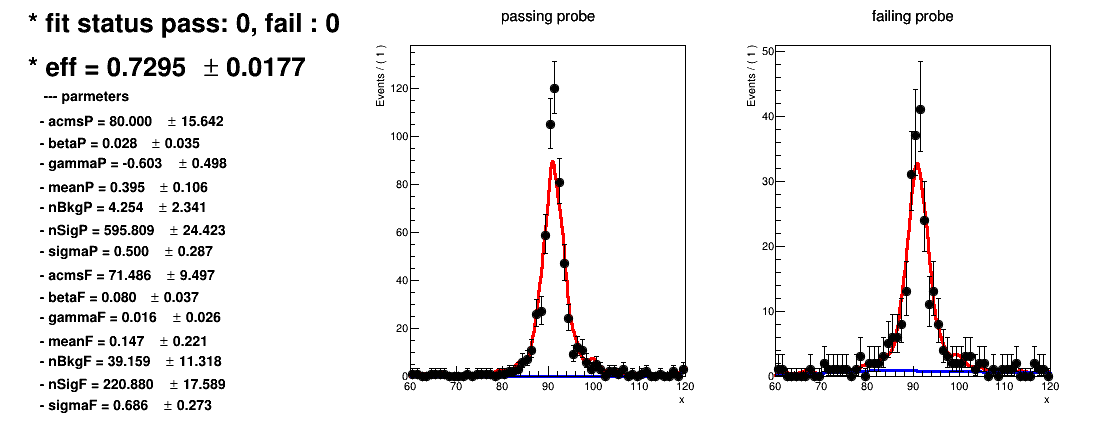 * fit status pass: 0, fail : 0
* eff = 0.7295 ± 0.0177
--- parmeters
- acmsP = 80.000 ± 15.642
- betaP = 0.028 ± 0.035
- gammaP = -0.603 ± 0.498
- meanP = 0.395 ± 0.106
- nBkgP = 4.254 ± 2.341
- nSigP = 595.809 ± 24.423
- sigmaP = 0.500 ± 0.287
- acmsF = 71.486 ± 9.497
- betaF = 0.080 ± 0.037
- gammaF = 0.016 ± 0.026
- meanF = 0.147 ± 0.221
- nBkgF = 39.159 ± 11.318
- nSigF = 220.880 ± 17.589
- sigmaF = 0.686 ± 0.273
passing probe
Events / ( 1 )
120
100
80
60
40
20
0
60 70 80 90 100 110 120
x
failing probe
Events / ( 1 )
50
40
30
20
10
0
60 70 80 90 100 110 120
x